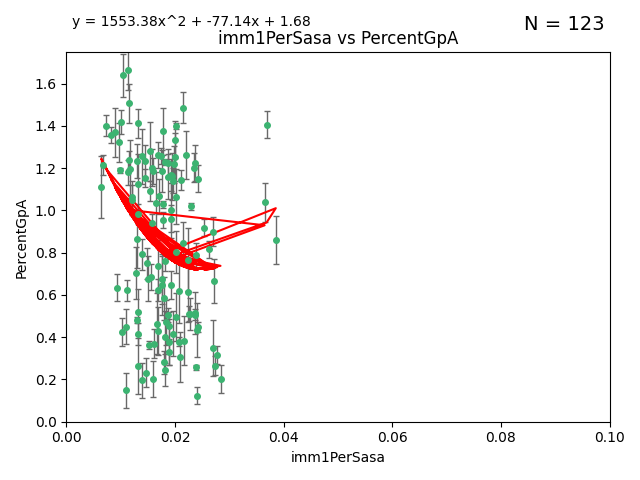 y = 1553.38x^2 + -77.14x + 1.68
N = 123
imm1PerSasa vs PercentGpA
PercentGpA
1.6
1.4
1.2
1.0
0.8
0.6
0.4
0.2
0.0
0.00 0.02 0.04 0.06 0.08 0.10
imm1PerSasa